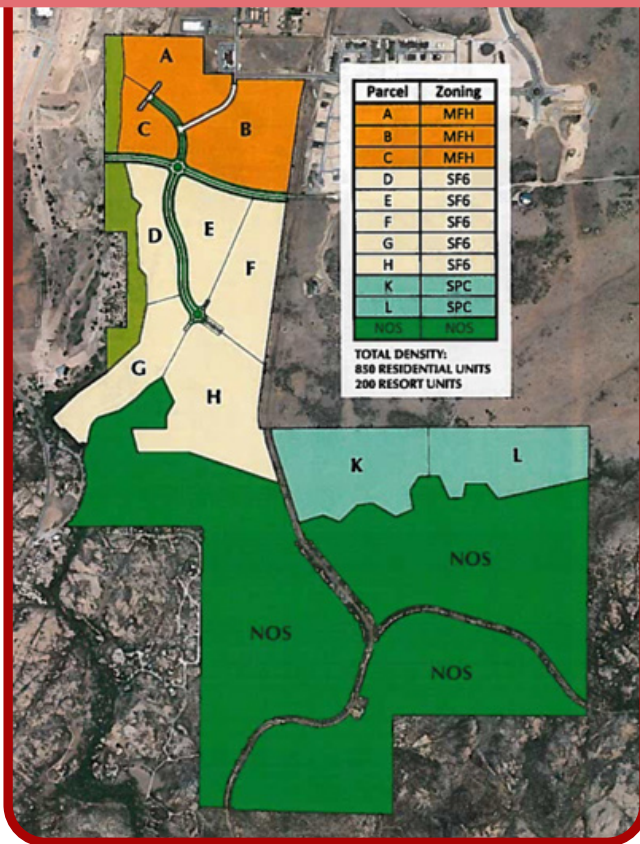 A
C
B
Parcel Zoning
A MFH
B MFH
C MFH
D SF6
E SF6
F SF6
G SF6
H SF6
K SPC
L SPC
NOS NOS
TOTAL DENSITY:
850 RESIDENTIAL UNITS
200 RESORT UNITS
D
E
F
G
H
K
L
NOS
NOS
NOS